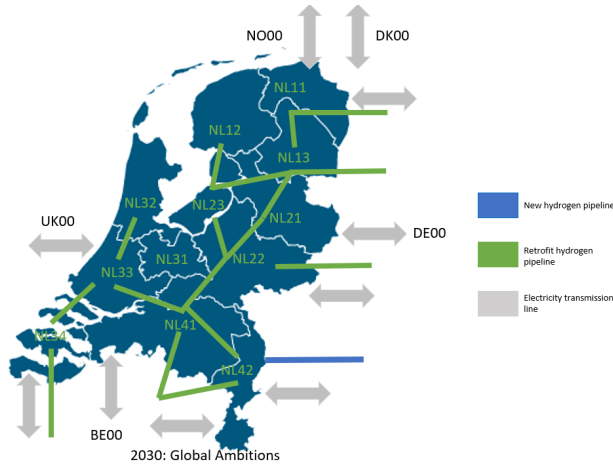 NO00
DK00
NL11
NL12
NL13
NL32
NL23
NL21
UK00
DE00
NL31
NL22
NL33
NL41
NL34
NL42
BE00
2030: Global Ambitions
New hydrogen pipeline
Retrofit hydrogen
pipeline
Electricity transmission
line